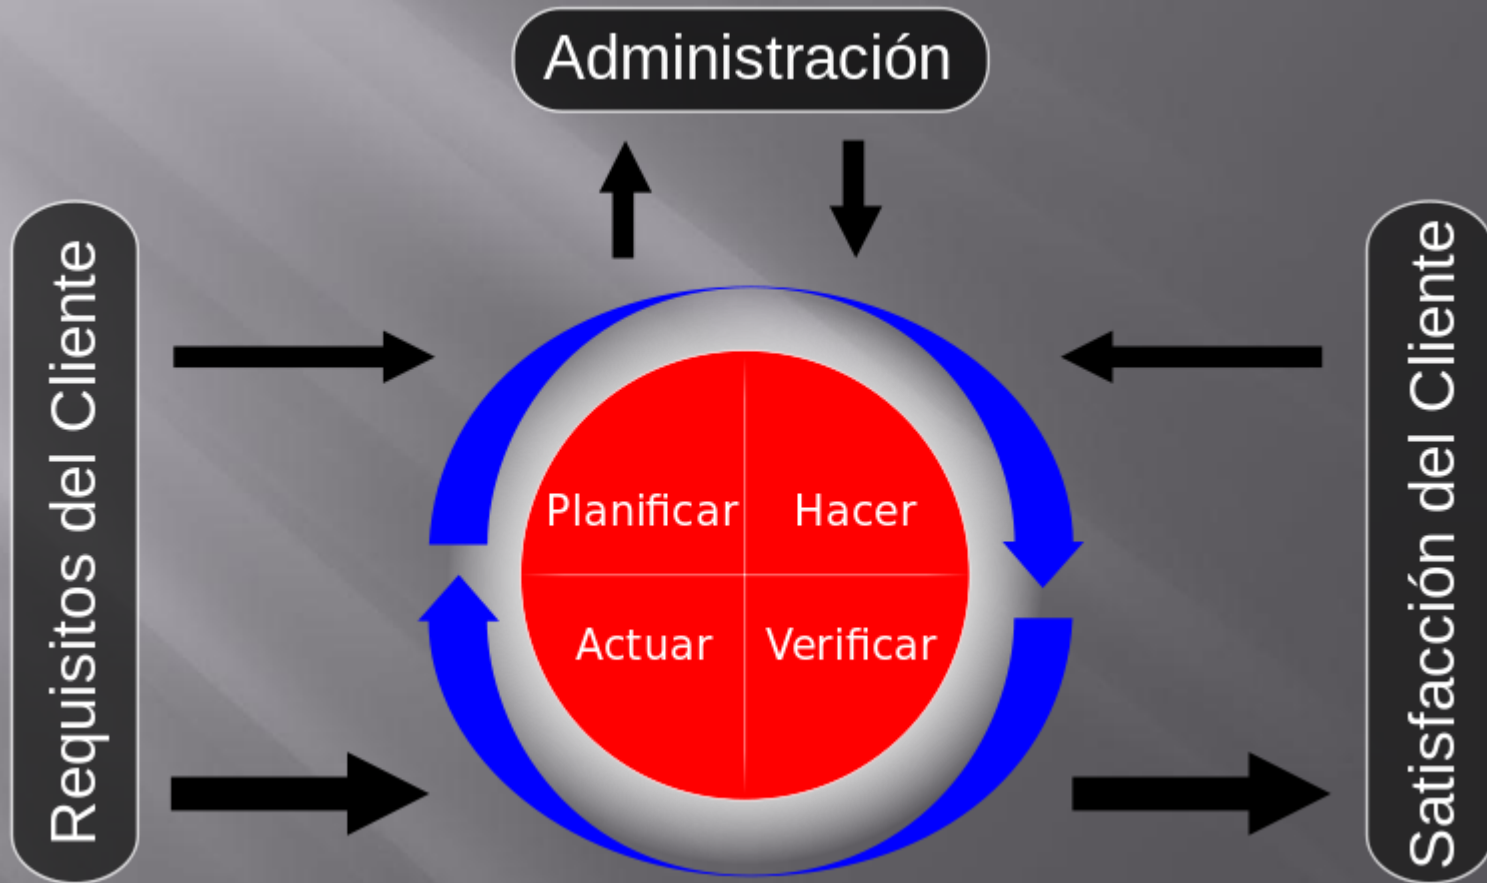 Administración
Requisitos del Cliente
Planificar
Hacer
Actuar
Verificar
Satisfacción del Cliente